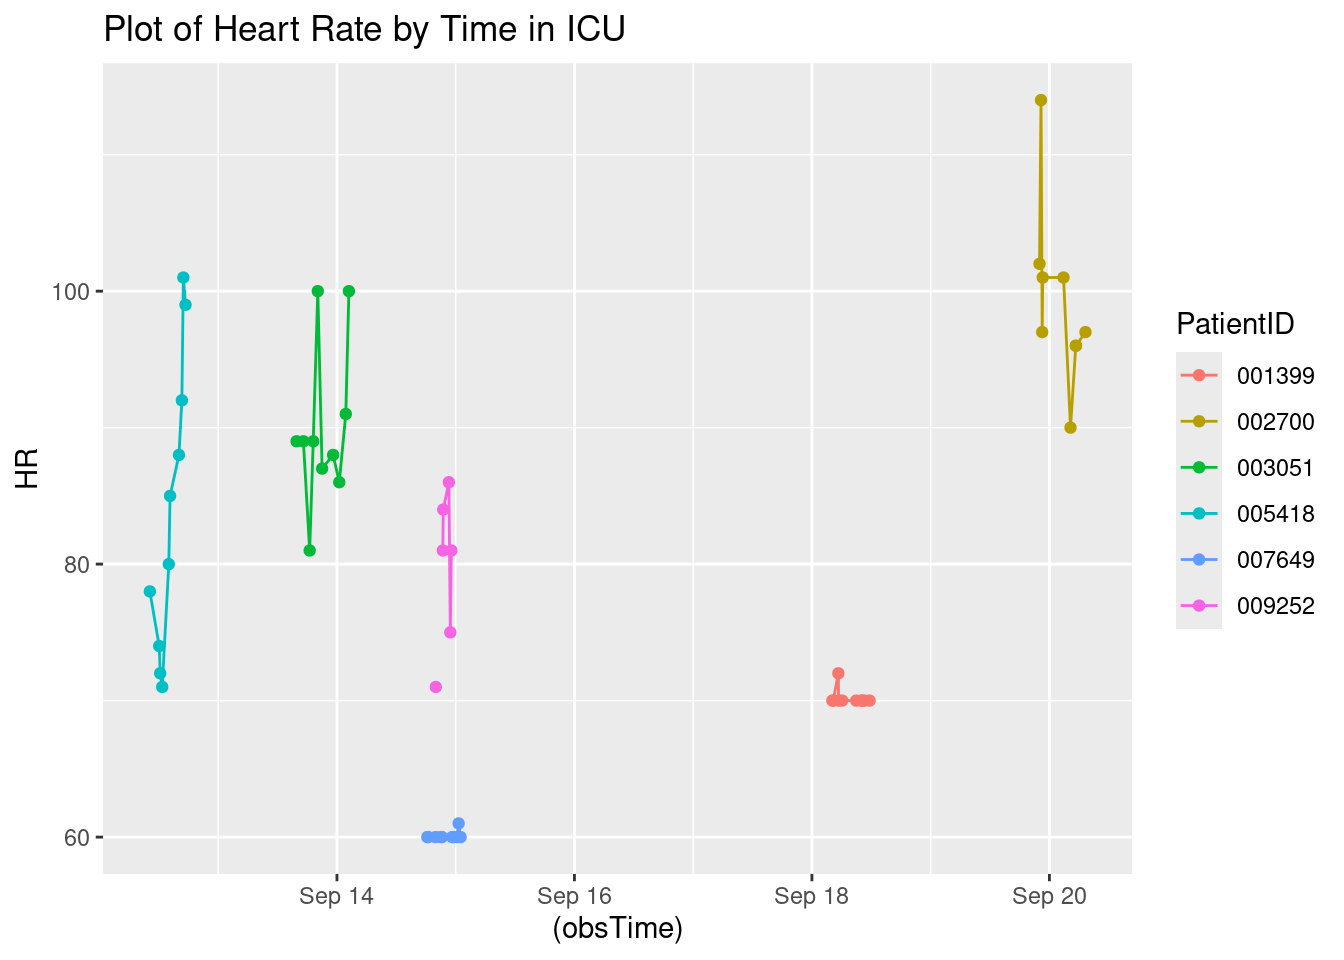 Plot of Heart Rate by Time in ICU
HR
100
80
60
Sep 14
Sep 16
Sep 18
Sep 20
(obsTime)
PatientID
001399
002700
003051
005418
007649
009252